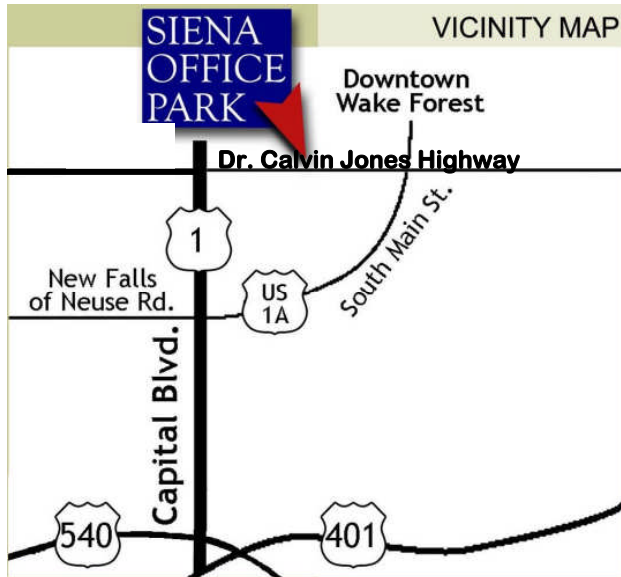 SIENA
OFFICE
PARK
VICINITY MAP
Downtown
Wake Forest
Dr. Calvin Jones Highway
1
South Main St.
New Falls
of Neuse Rd.
US
1A
Capital Blvd.
540
401